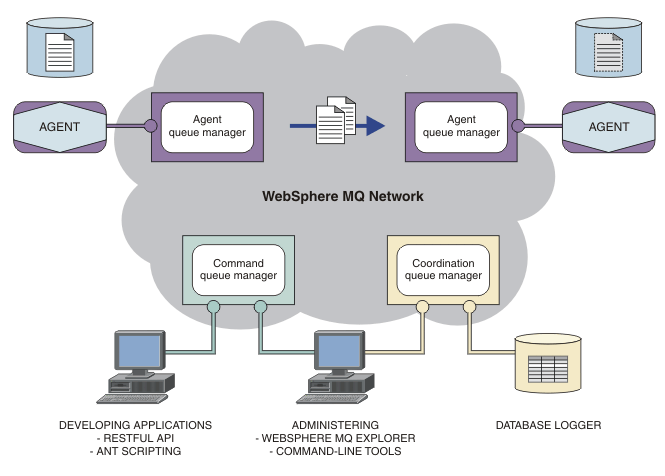 AGENT
Agent
queue manager
Agent
queue manager
AGENT
WebSphere MQ Network
Command
queue manager
Coordination
queue manager
DEVELOPING APPLICATIONS
- RESTFUL API
- ANT SCRIPTING
ADMINISTERING
- WEBSPHERE MQ EXPLORER
- COMMAND-LINE TOOLS
DATABASE LOGGER